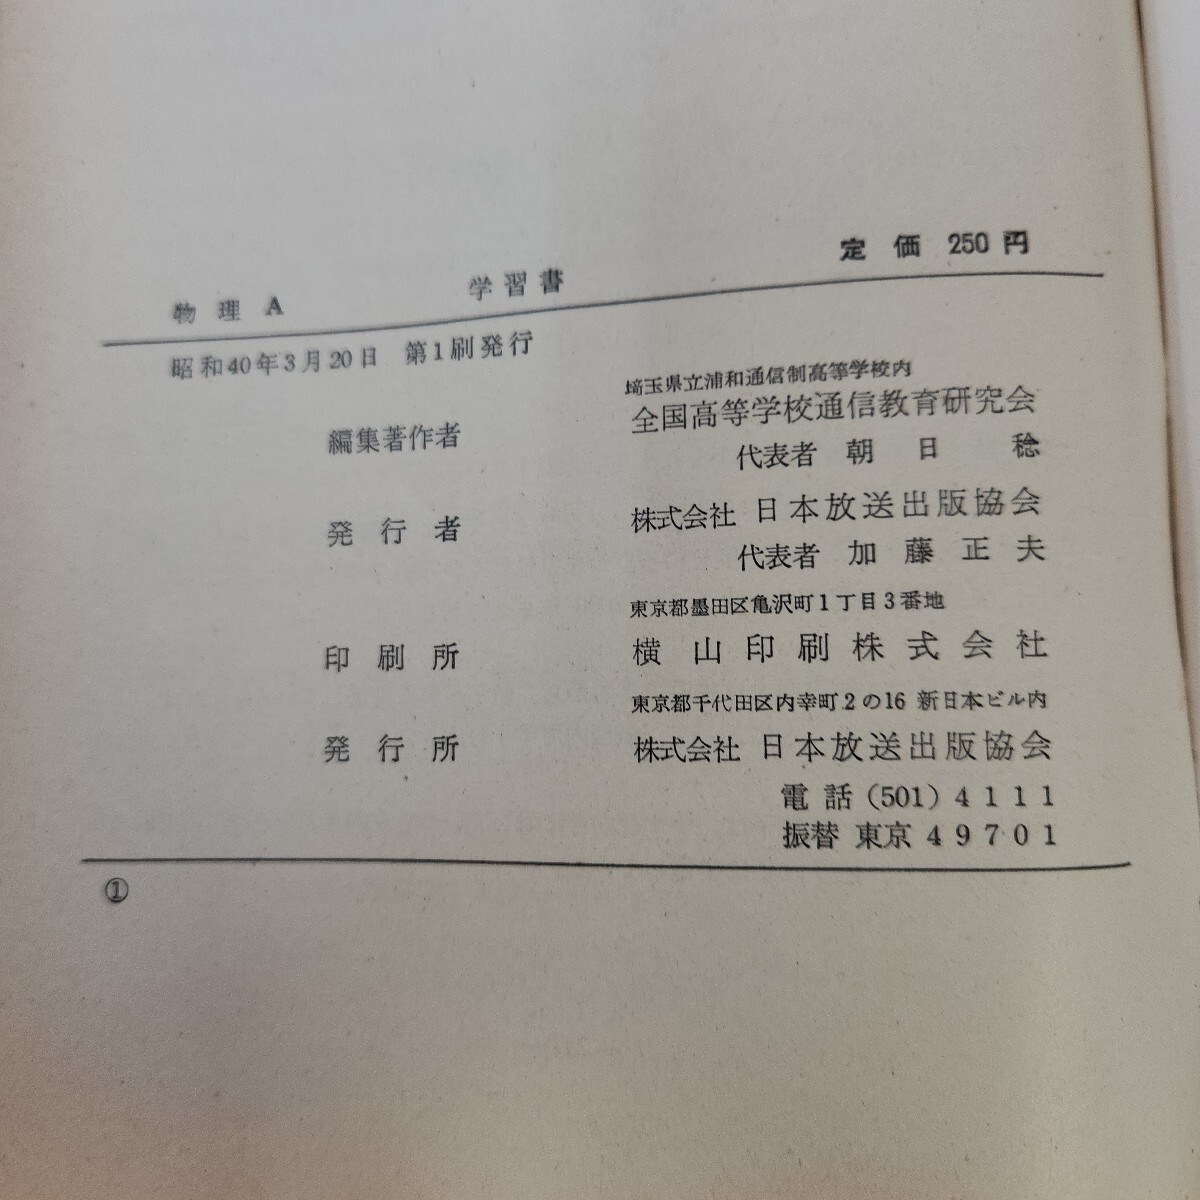 物理A 学習書 定価 250円
昭和40年3月20日 第1刷発行
埼玉県立浦和通信制高等学校内
編集著作者 全国高等学校通信教育研究会
代表者 朝日 稔
発行者 株式会社 日本放送出版協会
代表者 加藤正夫
東京都墨田区亀沢町1丁目3番地
印刷所 横山印刷株式会社
東京都千代田区内幸町2の16 新日本ビル内
発行所 株式会社 日本放送出版協会
電話(501)4111
振替 東京 49701
①